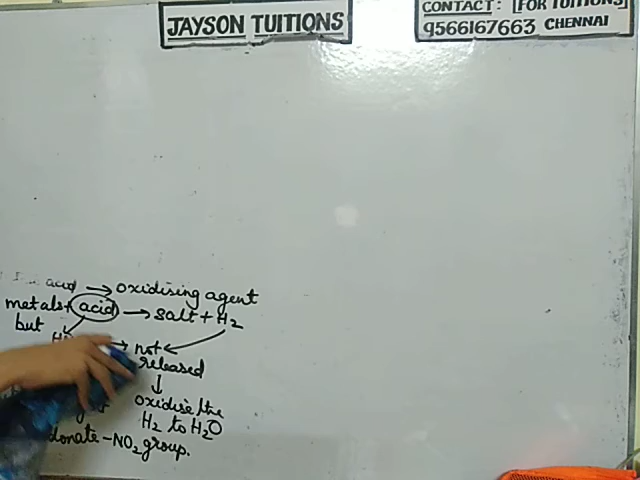 JAYSON TUITIONS
CONTACT: [FOR TUITIONS]
9566167663 CHENNAI
acid → oxidising agent
metals + acid → salt + H₂
but → not
released
↓
oxidise the
H₂ to H₂O
donate - NO₂ group.